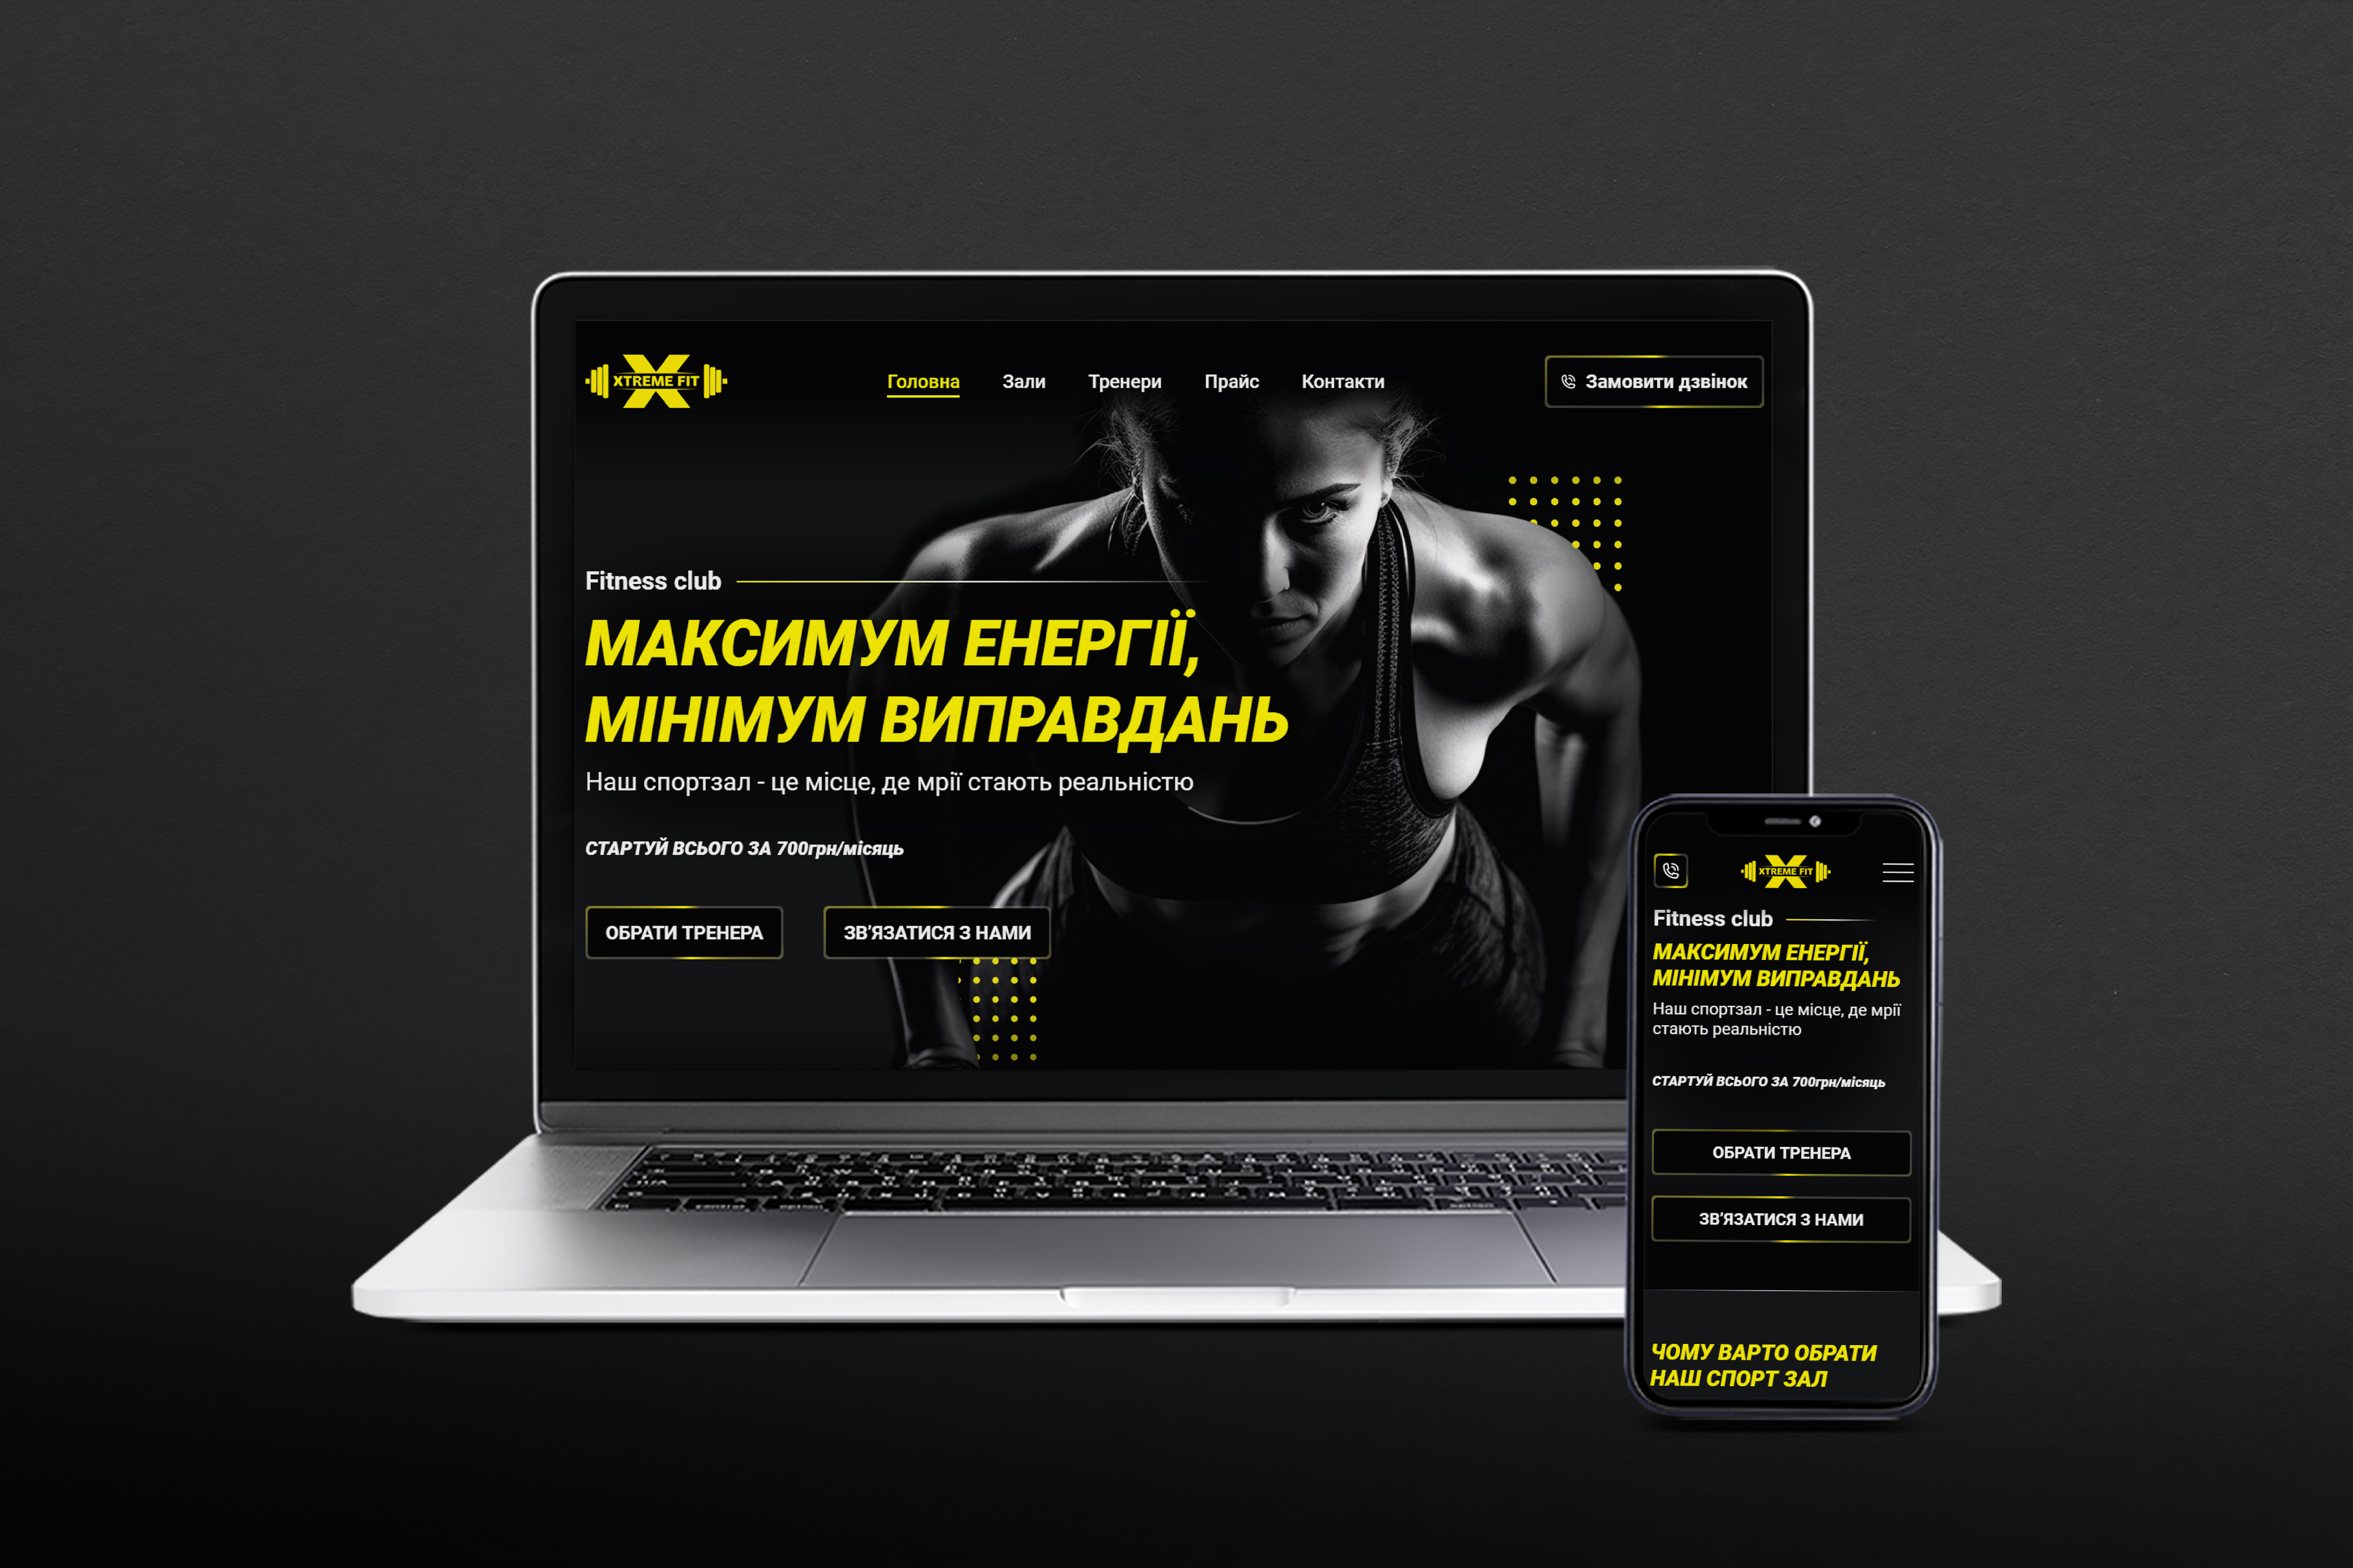 XTREME FIT
Головна
Зали
Тренери
Прайс
Контакти
Замовити дзвінок
Fitness club
МАКСИМУМ ЕНЕРГІЇ,
МІНІМУМ ВИПРАВДАНЬ
Наш спортзал - це місце, де мрії стають реальністю
СТАРТУЙ ВСЬОГО ЗА 700грн/місяць
ОБРАТИ ТРЕНЕРА
ЗВ'ЯЗАТИСЯ З НАМИ
XTREME FIT
Fitness club
МАКСИМУМ ЕНЕРГІЇ,
МІНІМУМ ВИПРАВДАНЬ
Наш спортзал - це місце, де мрії
стають реальністю
СТАРТУЙ ВСЬОГО ЗА 700грн/місяць
ОБРАТИ ТРЕНЕРА
ЗВ'ЯЗАТИСЯ З НАМИ
ЧОМУ ВАРТО ОБРАТИ
НАШ СПОРТ ЗАЛ